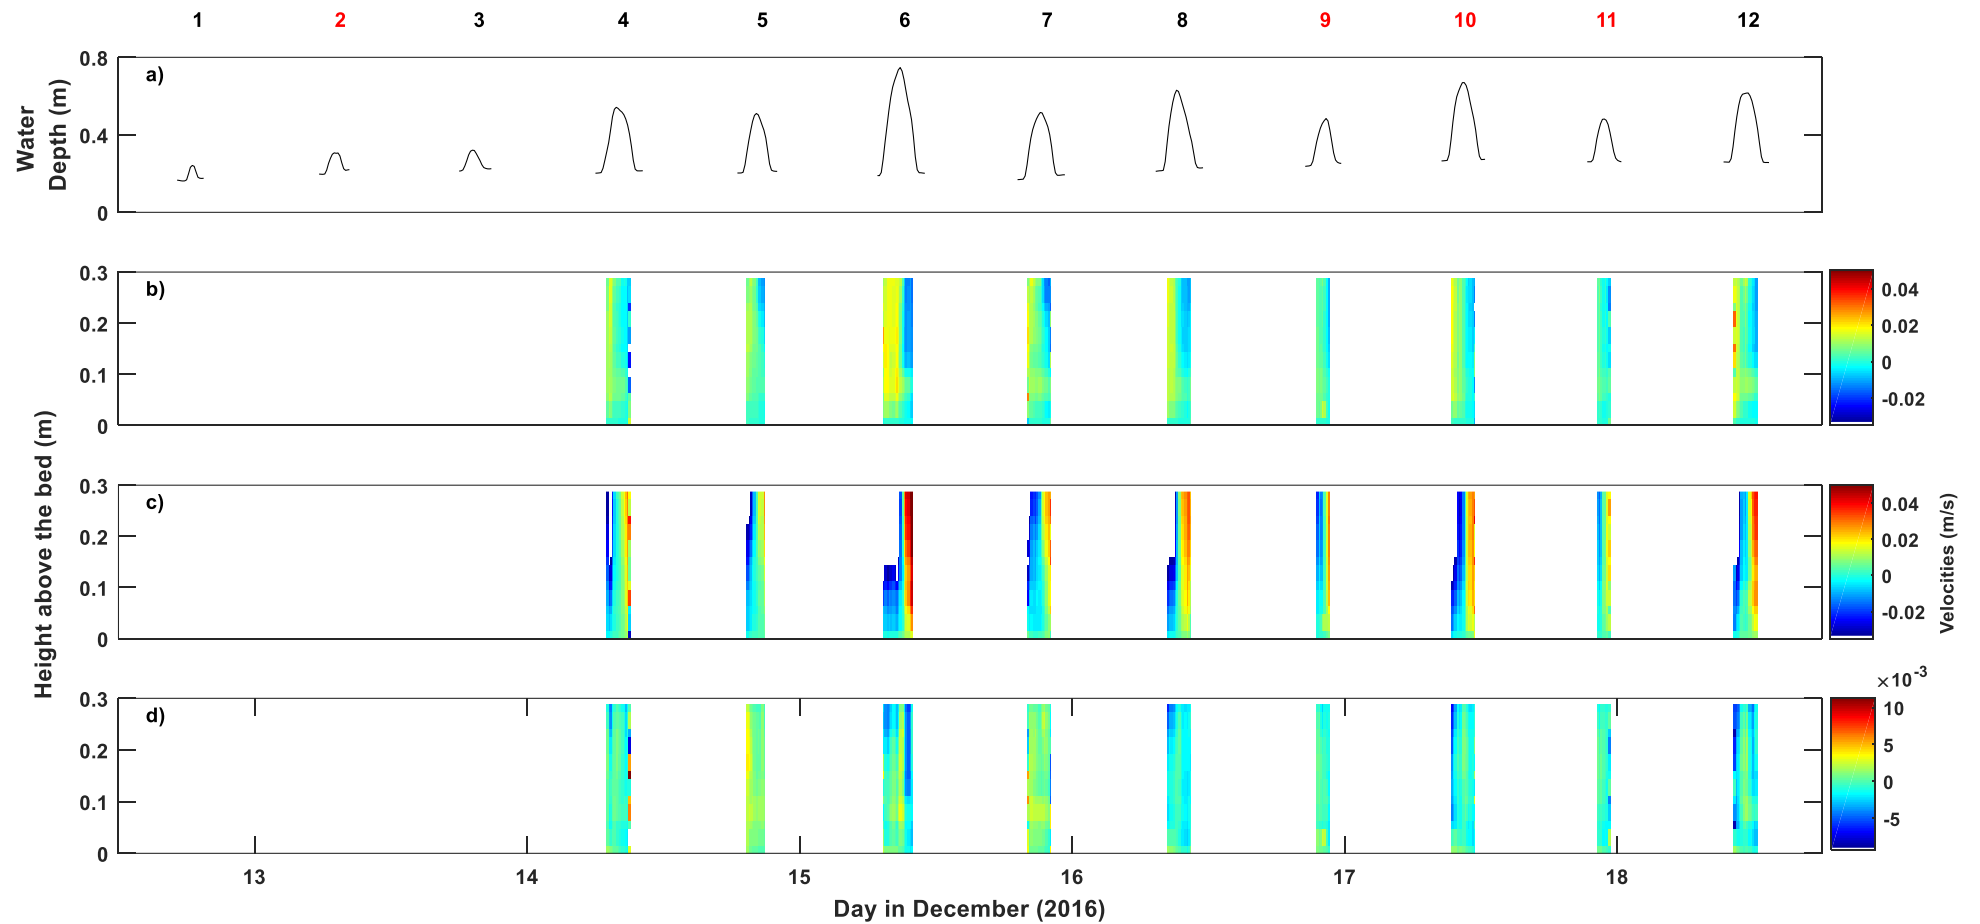 1 2 3 4 5 6 7 8 9 10 11 12
a)
0.8
0.4
0
Water
Depth (m)
b)
0.3
0.2
0.1
0
0.04
0.02
0
-0.02
Height above the bed (m)
c)
0.3
0.2
0.1
0
0.04
0.02
0
-0.02
Velocities (m/s)
d)
0.3
0.2
0.1
0
×10-3
10
5
0
-5
13 14 15 16 17 18
Day in December (2016)